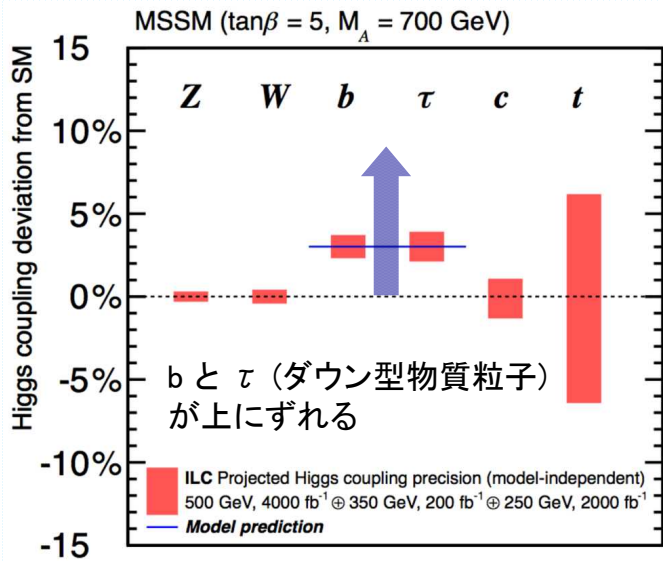 MSSM (tanβ = 5, M_A = 700 GeV)
Higgs coupling deviation from SM
15
10%
5%
0%
-5%
-10%
-15
Z W b τ c t
b と τ (ダウン型物質粒子)
が上にずれる
ILC Projected Higgs coupling precision (model-independent)
500 GeV, 4000 fb⁻¹ ⊕ 350 GeV, 200 fb⁻¹ ⊕ 250 GeV, 2000 fb⁻¹
Model prediction